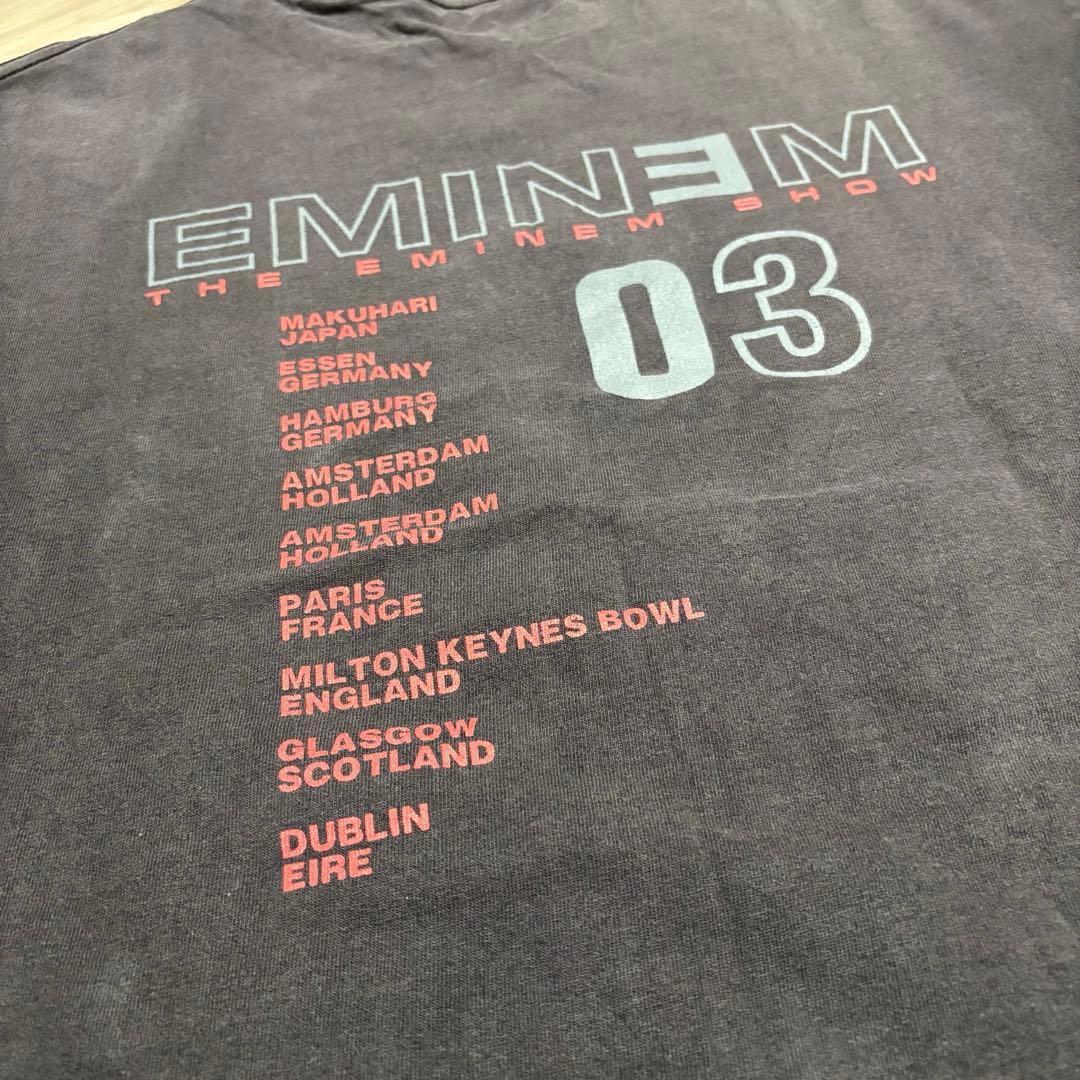 EMINƎM
THE EMINEM SHOW
03
MAKUHARI
JAPAN
ESSEN
GERMANY
HAMBURG
GERMANY
AMSTERDAM
HOLLAND
AMSTERDAM
HOLLAND
PARIS
FRANCE
MILTON KEYNES BOWL
ENGLAND
GLASGOW
SCOTLAND
DUBLIN
EIRE